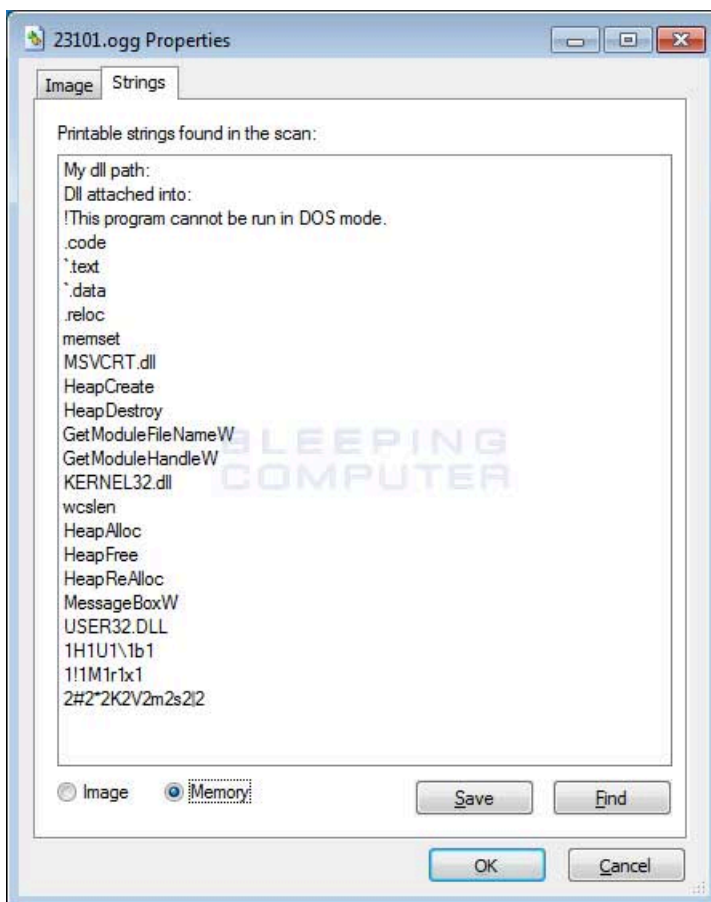 23101.ogg Properties
Image
Strings
Printable strings found in the scan:
My dll path:
Dll attached into:
!This program cannot be run in DOS mode.
.code
`.text
`.data
.reloc
memset
MSVCRT.dll
HeapCreate
HeapDestroy
GetModuleFileNameW
GetModuleHandleW
KERNEL32.dll
wcslen
HeapAlloc
HeapFree
HeapReAlloc
MessageBoxW
USER32.DLL
1H1U1\1b1
1!1M1r1x1
2#2*2K2V2m2s2|2
BLEEPING
COMPUTER
Image
Memory
Save
Find
OK
Cancel